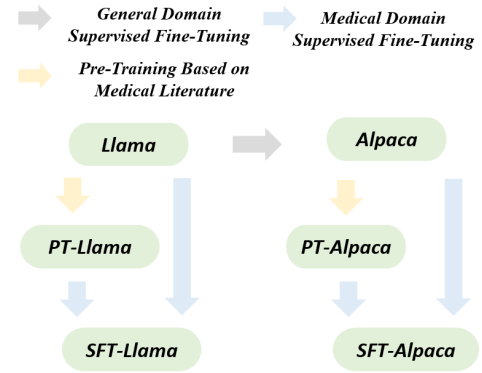 General Domain
Supervised Fine-Tuning
Medical Domain
Supervised Fine-Tuning
Pre-Training Based on
Medical Literature
Llama
Alpaca
PT-Llama
PT-Alpaca
SFT-Llama
SFT-Alpaca